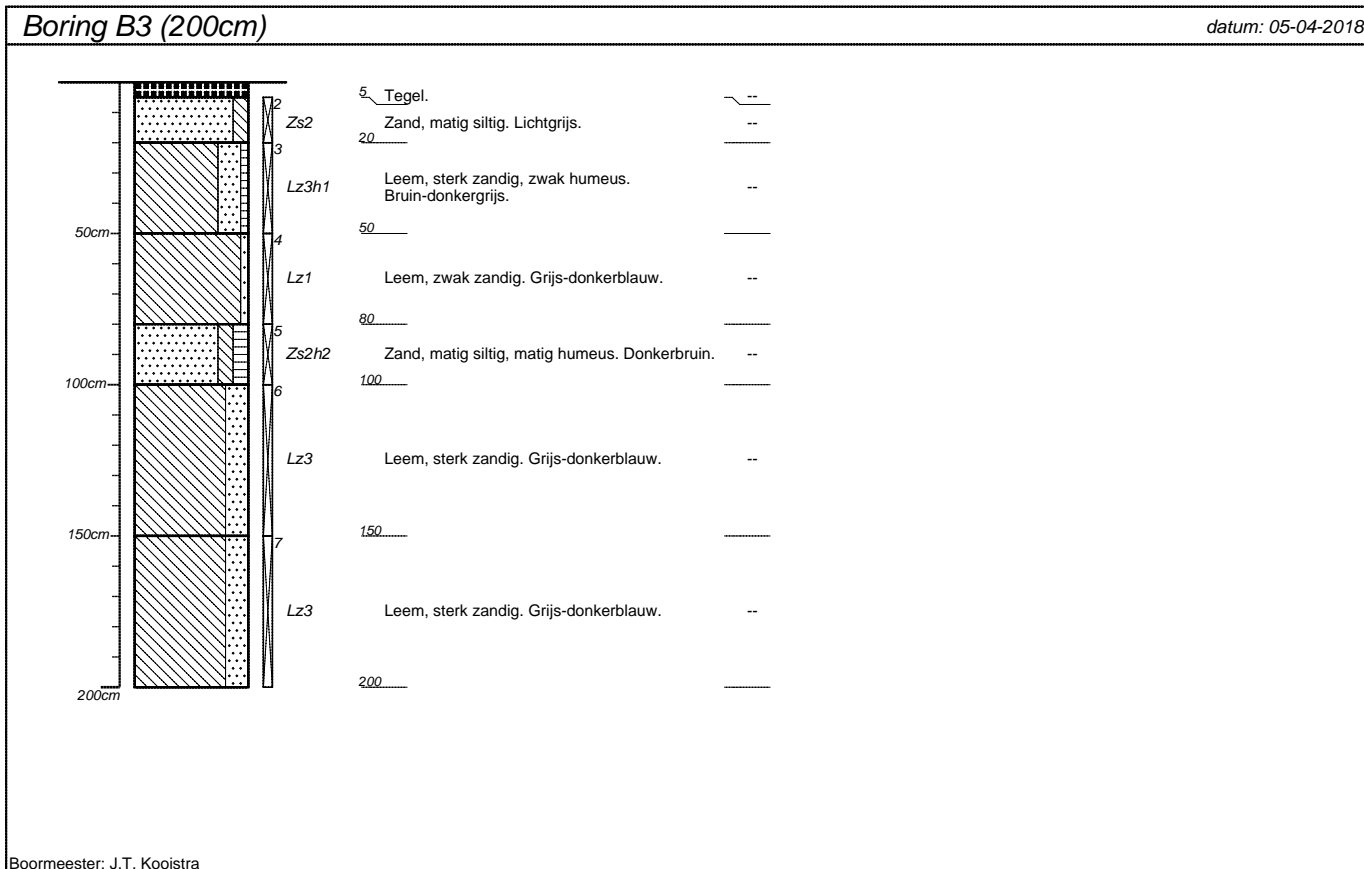 Boring B3 (200cm)
datum: 05-04-2018
5 Tegel. --
2
Zs2 Zand, matig siltig. Lichtgrijs. --
20
3
Lz3h1 Leem, sterk zandig, zwak humeus.
Bruin-donkergrijs. --
50cm 50
4
Lz1 Leem, zwak zandig. Grijs-donkerblauw. --
80
5
Zs2h2 Zand, matig siltig, matig humeus. Donkerbruin. --
100cm 100
6
Lz3 Leem, sterk zandig. Grijs-donkerblauw. --
150cm 150
7
Lz3 Leem, sterk zandig. Grijs-donkerblauw. --
200cm 200
Boormeester: J.T. Kooistra